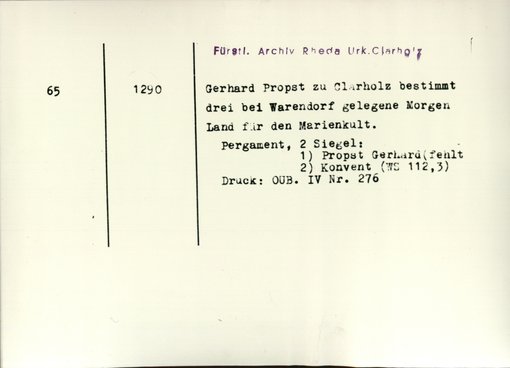 Fürstl. Archiv Rheda Urk.Clarholz
65
1290
Gerhard Propst zu Clarholz bestimmt
drei bei Warendorf gelegene Morgen
Land für den Marienkult.
Pergament, 2 Siegel:
1) Propst Gerhard(fehlt
2) Konvent (WS 112,3)
Druck: OUB. IV Nr. 276